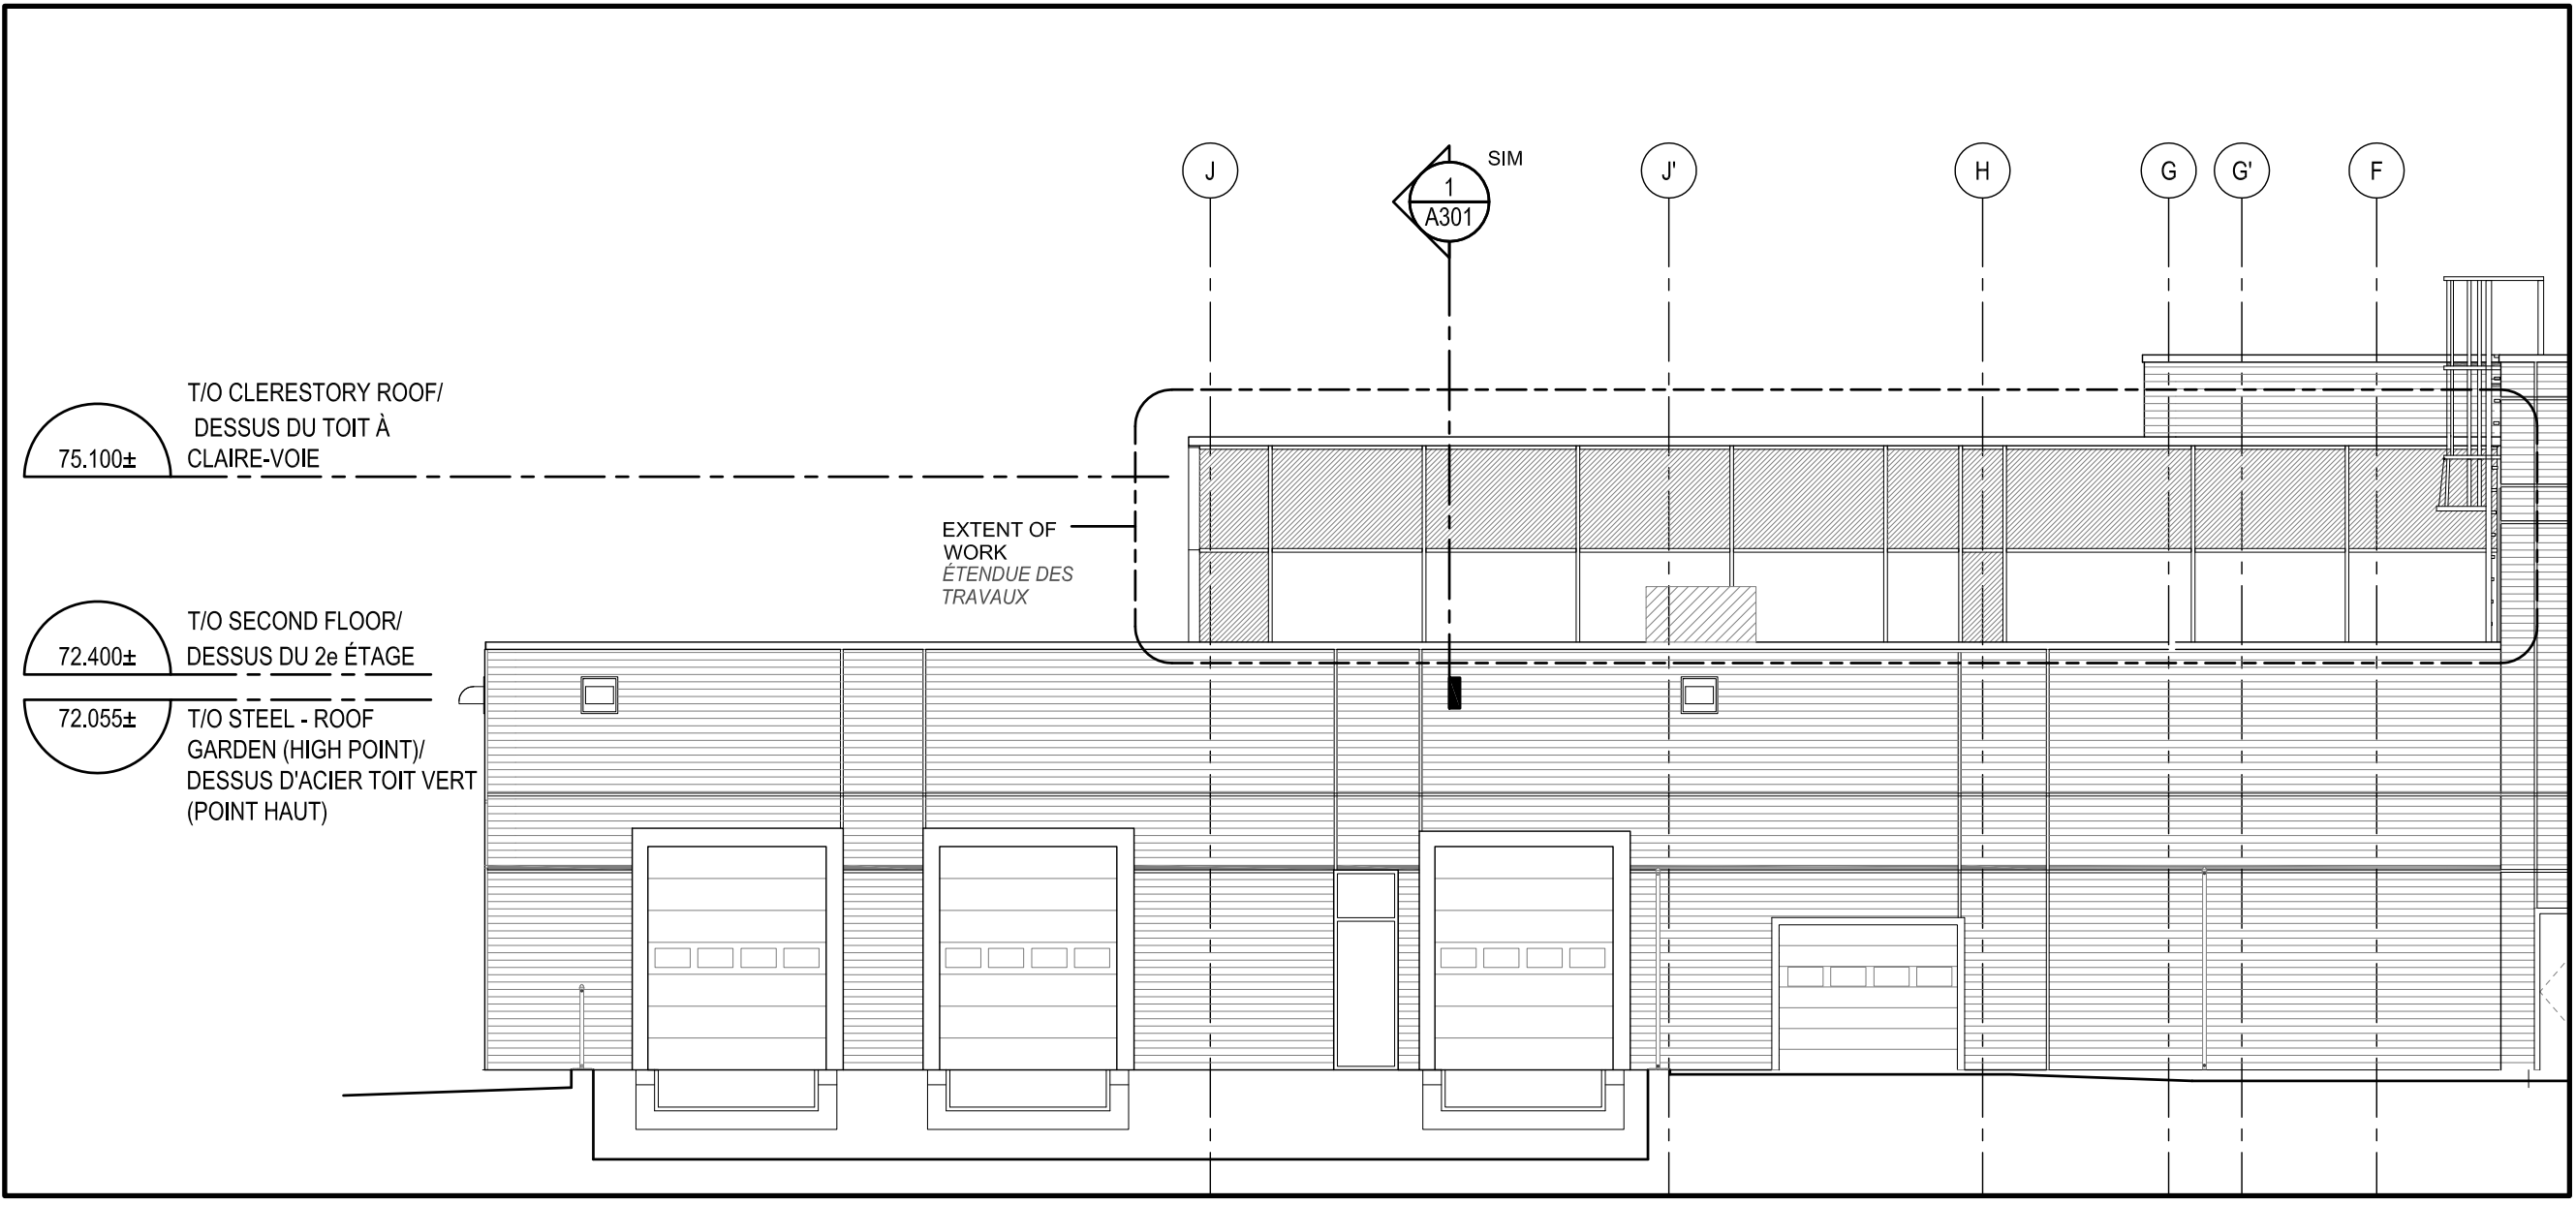 J
1
A301
SIM
J'
H
G
G'
F
T/O CLERESTORY ROOF/
DESSUS DU TOIT À
CLAIRE-VOIE
75.100±
EXTENT OF
WORK
ÉTENDUE DES
TRAVAUX
T/O SECOND FLOOR/
DESSUS DU 2e ÉTAGE
72.400±
72.055±
T/O STEEL - ROOF
GARDEN (HIGH POINT)/
DESSUS D'ACIER TOIT VERT
(POINT HAUT)